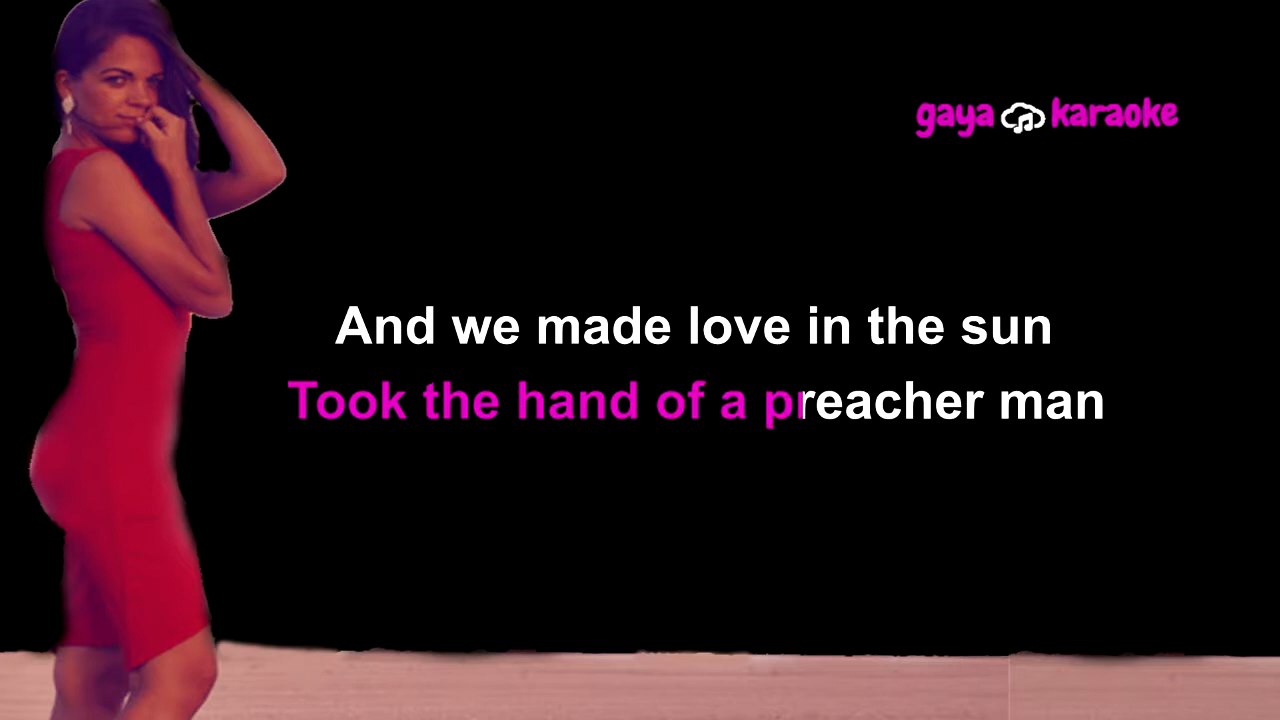 gaya karaoke
And we made love in the sun
Took the hand of a preacher man